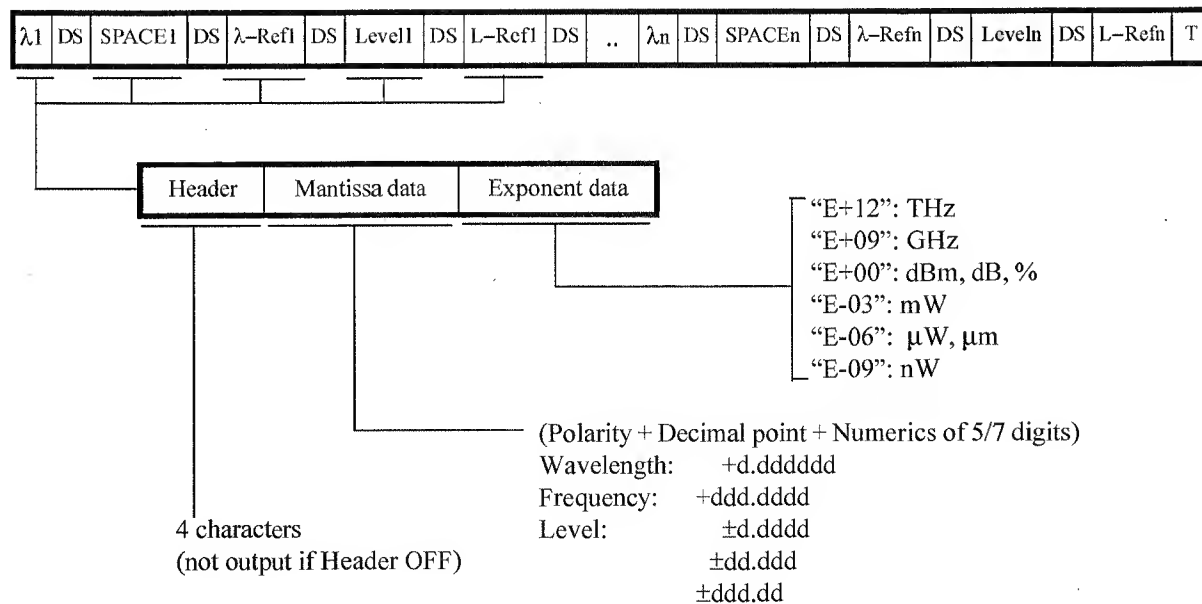 λ1 DS SPACE1 DS λ–Ref1 DS Level1 DS L–Ref1 DS .. λn DS SPACEn DS λ–Refn DS Leveln DS L–Refn T
Header Mantissa data Exponent data
“E+12”: THz
“E+09”: GHz
“E+00”: dBm, dB, %
“E-03”: mW
“E-06”: μW, μm
“E-09”: nW
(Polarity + Decimal point + Numerics of 5/7 digits)
Wavelength: +d.dddddd
Frequency: +ddd.dddd
Level: ±d.dddd
±dd.ddd
±ddd.dd
4 characters
(not output if Header OFF)